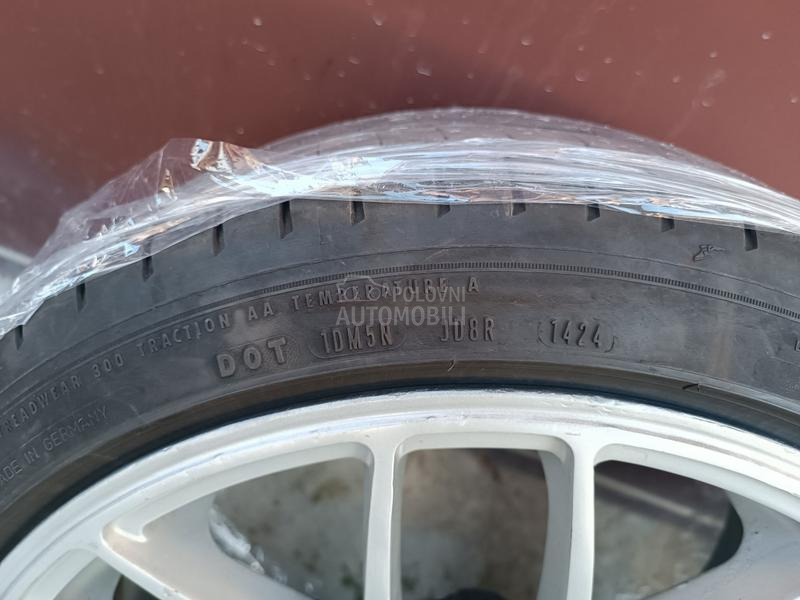 TREADWEAR 300 TRACTION AA TEMPERATURE A
POLOVNI
AUTOMOBILI
DOT 1DM5N JD8R 1424
MADE IN GERMANY